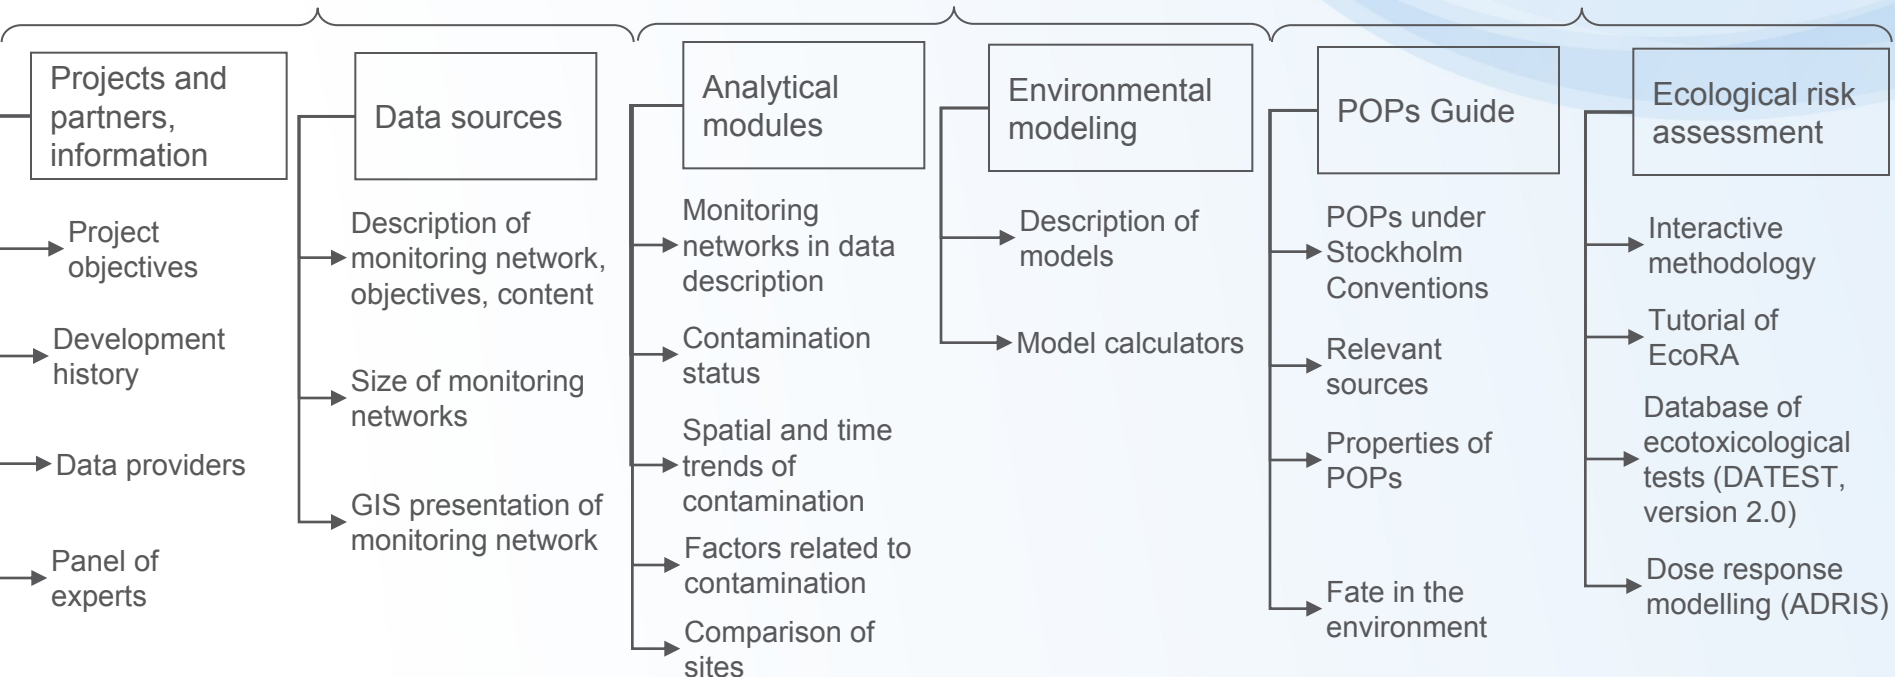 Projects and
partners,
information
Project
objectives
Development
history
Data providers
Panel of
experts
Data sources
Description of
monitoring network,
objectives, content
Size of monitoring
networks
GIS presentation of
monitoring network
Analytical
modules
Monitoring
networks in data
description
Contamination
status
Spatial and time
trends of
contamination
Factors related to
contamination
Comparison of
sites
Environmental
modeling
Description of
models
Model calculators
POPs Guide
POPs under
Stockholm
Conventions
Relevant
sources
Properties of
POPs
Fate in the
environment
Ecological risk
assessment
Interactive
methodology
Tutorial of
EcoRA
Database of
ecotoxicological
tests (DATEST,
version 2.0)
Dose response
modelling (ADRIS)